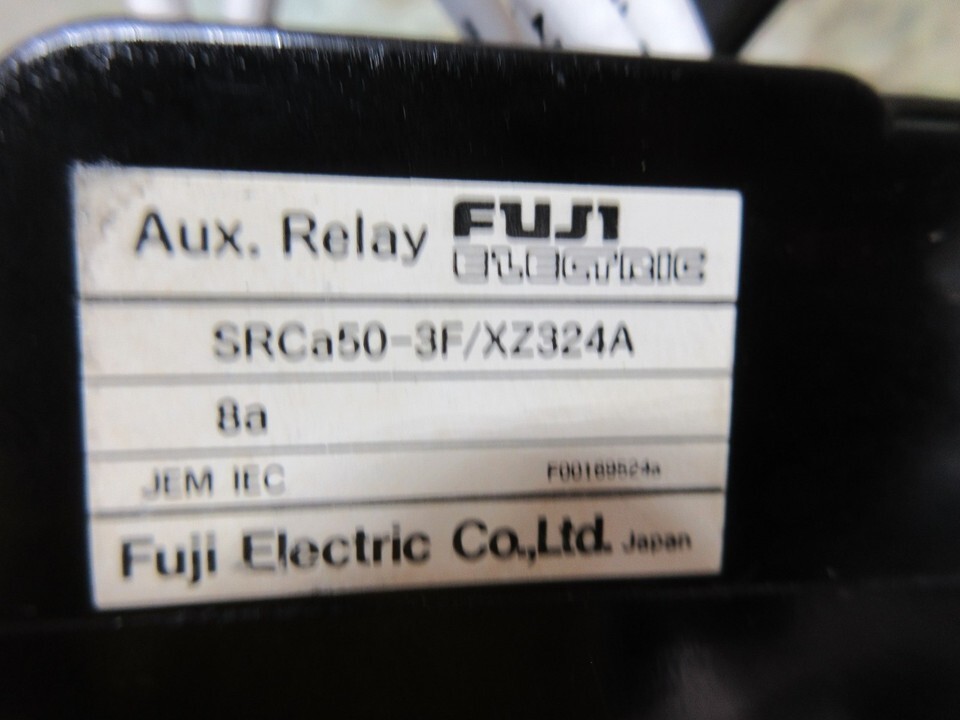 Aux. Relay FUJI
ELECTRIC
SRCa50-3F/XZ324A
8a
JEM IEC F00169524a
Fuji Electric Co.,Ltd. Japan